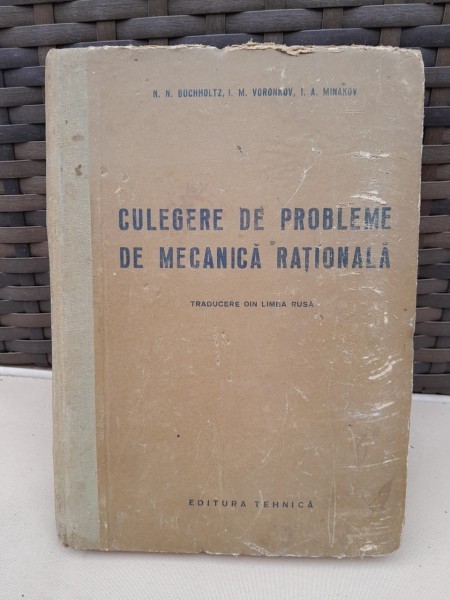 N. N. BUCHHOLTZ, I. M. VORONKOV, I. A. MINAKOV
CULEGERE DE PROBLEME
DE MECANICĂ RAȚIONALĂ
TRADUCERE DIN LIMBA RUSĂ
EDITURA TEHNICĂ